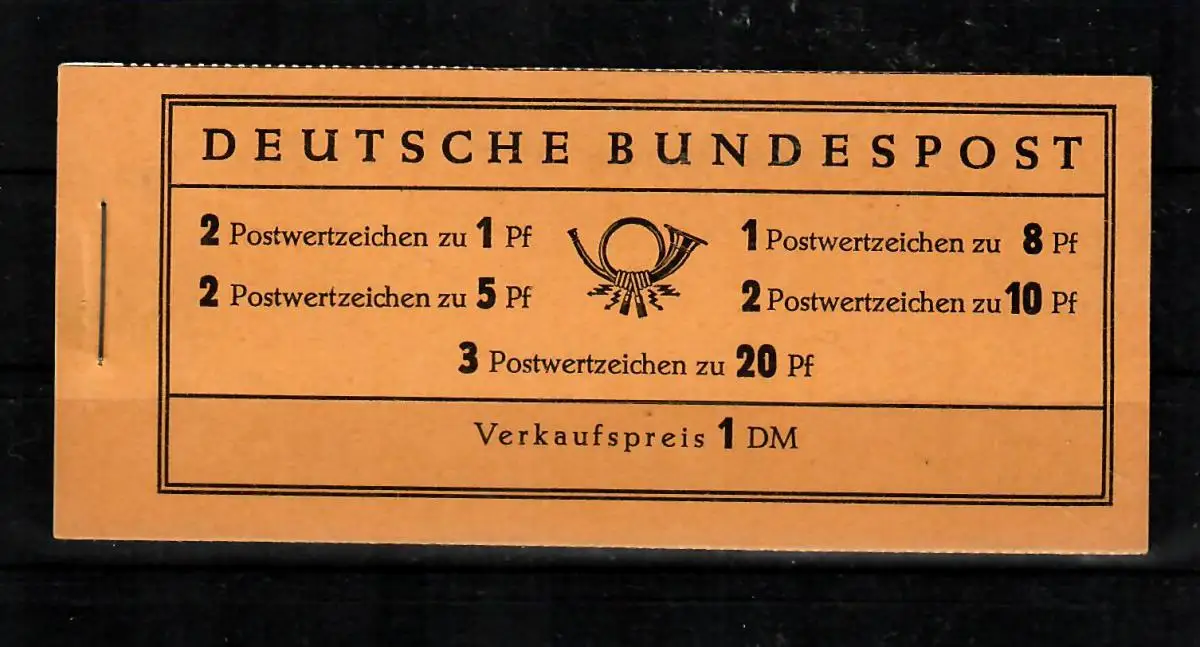 DEUTSCHE BUNDESPOST
2 Postwertzeichen zu 1 Pf
1 Postwertzeichen zu 8 Pf
2 Postwertzeichen zu 5 Pf
2 Postwertzeichen zu 10 Pf
3 Postwertzeichen zu 20 Pf
Verkaufspreis 1 DM